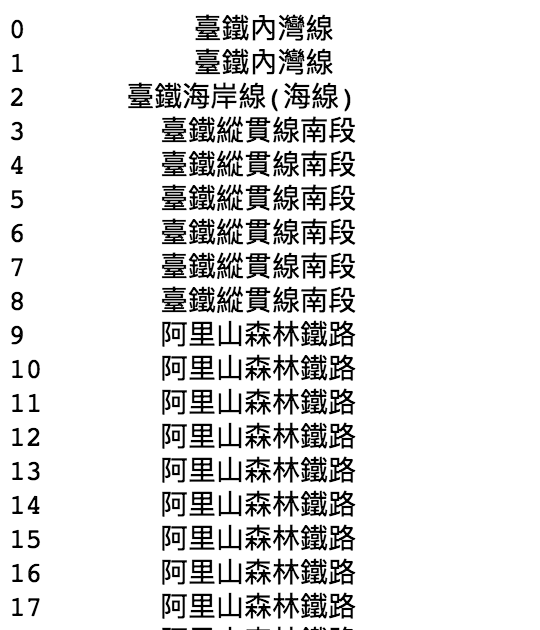 0 臺鐵內灣線
1 臺鐵內灣線
2 臺鐵海岸線(海線)
3 臺鐵縱貫線南段
4 臺鐵縱貫線南段
5 臺鐵縱貫線南段
6 臺鐵縱貫線南段
7 臺鐵縱貫線南段
8 臺鐵縱貫線南段
9 阿里山森林鐵路
10 阿里山森林鐵路
11 阿里山森林鐵路
12 阿里山森林鐵路
13 阿里山森林鐵路
14 阿里山森林鐵路
15 阿里山森林鐵路
16 阿里山森林鐵路
17 阿里山森林鐵路